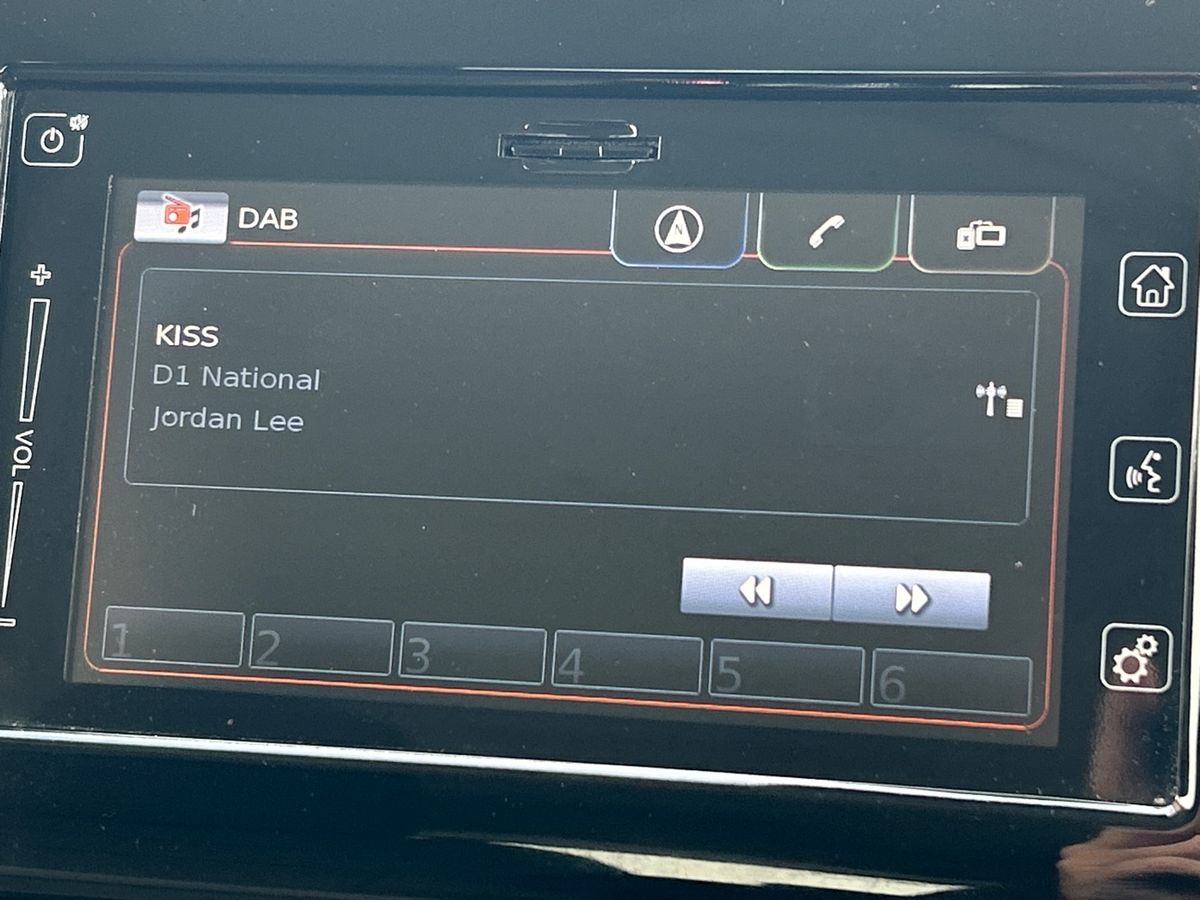 DAB
N
KISS
D1 National
Jordan Lee
VOL
1
2
3
4
5
6